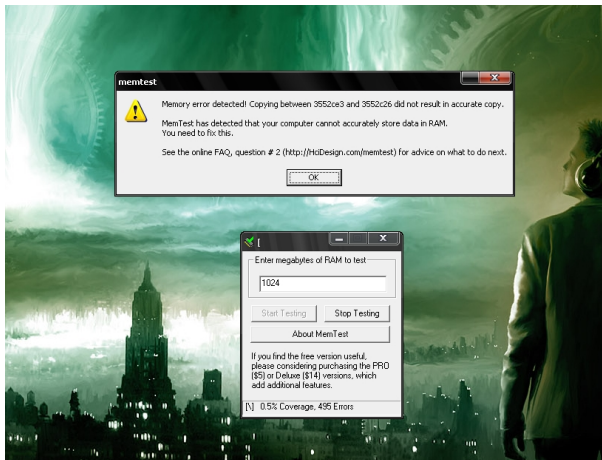 memtest
Memory error detected! Copying between 3552ce3 and 3552c26 did not result in accurate copy.
MemTest has detected that your computer cannot accurately store data in RAM.
You need to fix this.
See the online FAQ, question # 2 (http://HciDesign.com/memtest) for advice on what to do next.
OK
[
Enter megabytes of RAM to test
1024
Start Testing
Stop Testing
About MemTest
If you find the free version useful,
please considering purchasing the PRO
($5) or Deluxe ($14) versions, which
add additional features.
[\] 0.5% Coverage, 495 Errors